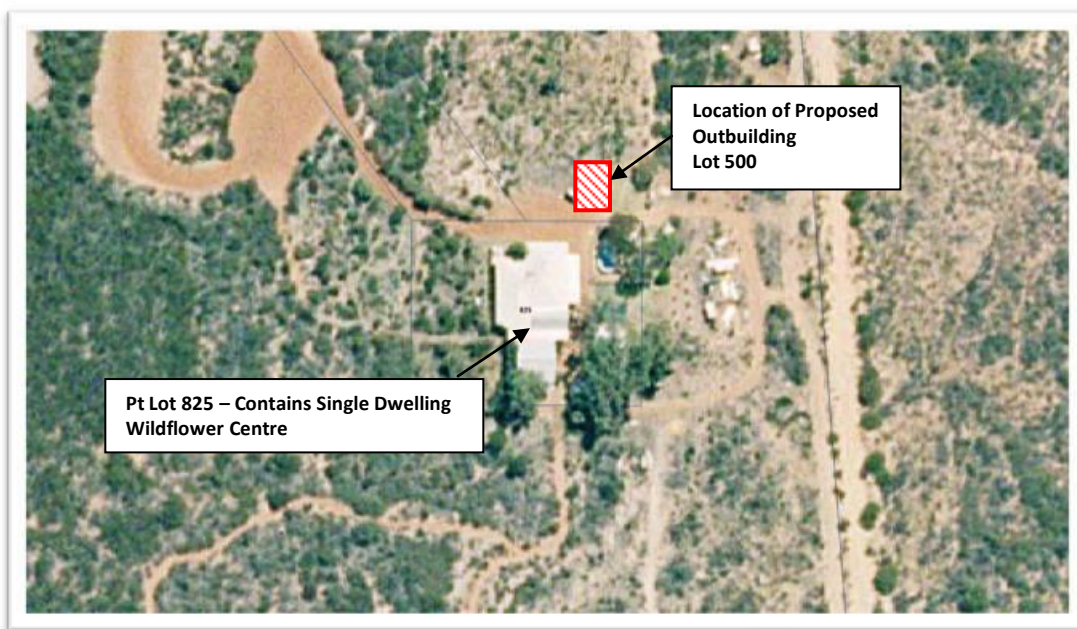 Location of Proposed
Outbuilding
Lot 500
Pt Lot 825 – Contains Single Dwelling
Wildflower Centre